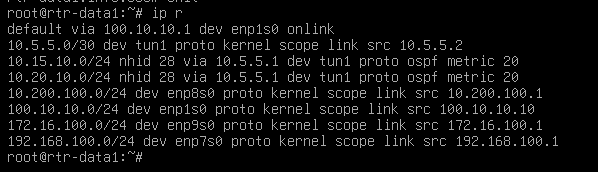 root@rtr-data1:~# ip r
default via 100.10.10.1 dev enp1s0 onlink
10.5.5.0/30 dev tun1 proto kernel scope link src 10.5.5.2
10.15.10.0/24 nhid 28 via 10.5.5.1 dev tun1 proto ospf metric 20
10.20.10.0/24 nhid 28 via 10.5.5.1 dev tun1 proto ospf metric 20
10.200.100.0/24 dev enp8s0 proto kernel scope link src 10.200.100.1
100.10.10.0/24 dev enp1s0 proto kernel scope link src 100.10.10.10
172.16.100.0/24 dev enp9s0 proto kernel scope link src 172.16.100.1
192.168.100.0/24 dev enp7s0 proto kernel scope link src 192.168.100.1
root@rtr-data1:~#